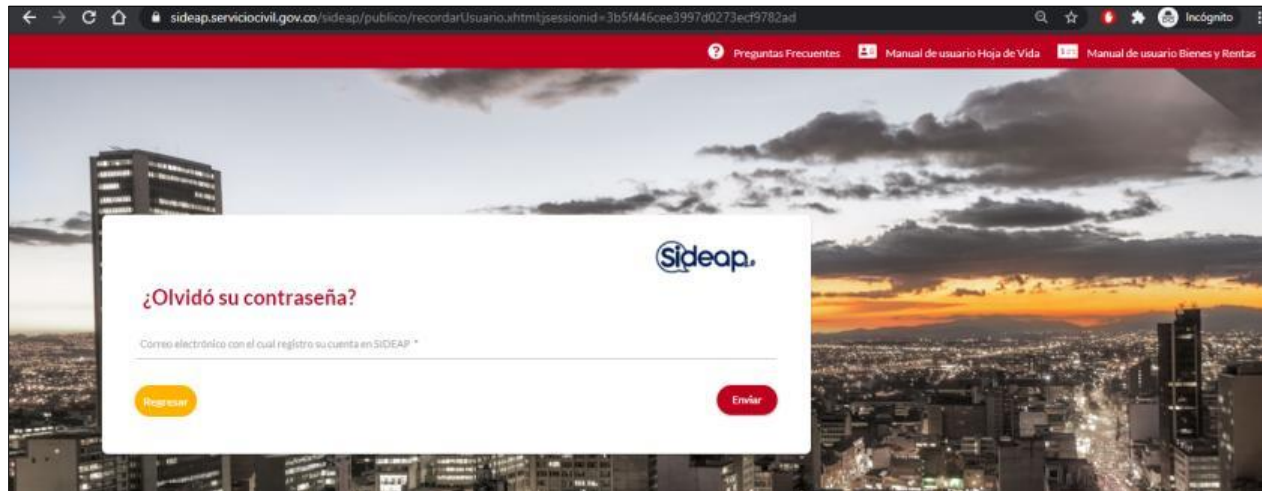 sideap.serviciocivil.gov.co/sideap/publico/recordarUsuario.xhtml;jsessionid=3b5f446cee3997d0273ecf9782ad
Incógnito
Preguntas Frecuentes
Manual de usuario Hoja de Vida
Manual de usuario Bienes y Rentas
Sideap.
¿Olvidó su contraseña?
Correo electrónico con el cual registro su cuenta en SIDEAP *
Regresar
Enviar